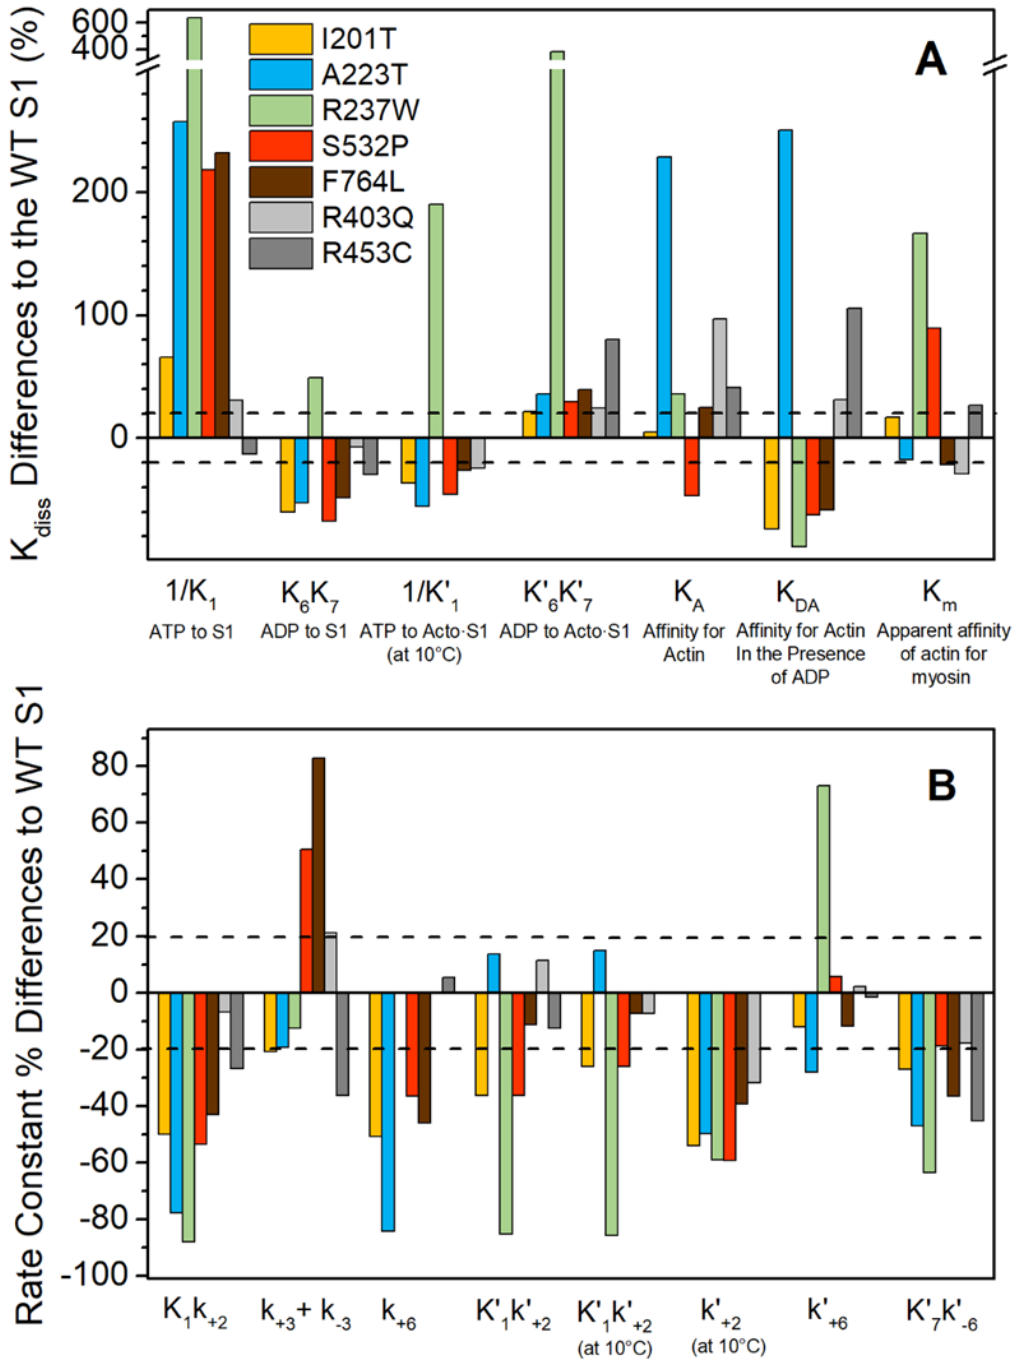 K_diss Differences to the WT S1 (%)
600
400
200
100
0
I201T
A223T
R237W
S532P
F764L
R403Q
R453C
A
1/K₁ K₆K₇ 1/K'₁ K'₆K'₇ K_A K_DA K_m
ATP to S1 ADP to S1 ATP to Acto·S1 ADP to Acto·S1 Affinity for Affinity for Actin Apparent affinity
(at 10°C) Actin In the Presence of actin for
of ADP myosin
Rate Constant % Differences to WT S1
80
60
40
20
0
-20
-40
-60
-80
-100
B
K₁k₊₂ k₊₃+ k₋₃ k₊₆ K'₁k'₊₂ K'₁k'₊₂ k'₊₂ k'₊₆ K'₇k'₋₆
(at 10°C) (at 10°C)